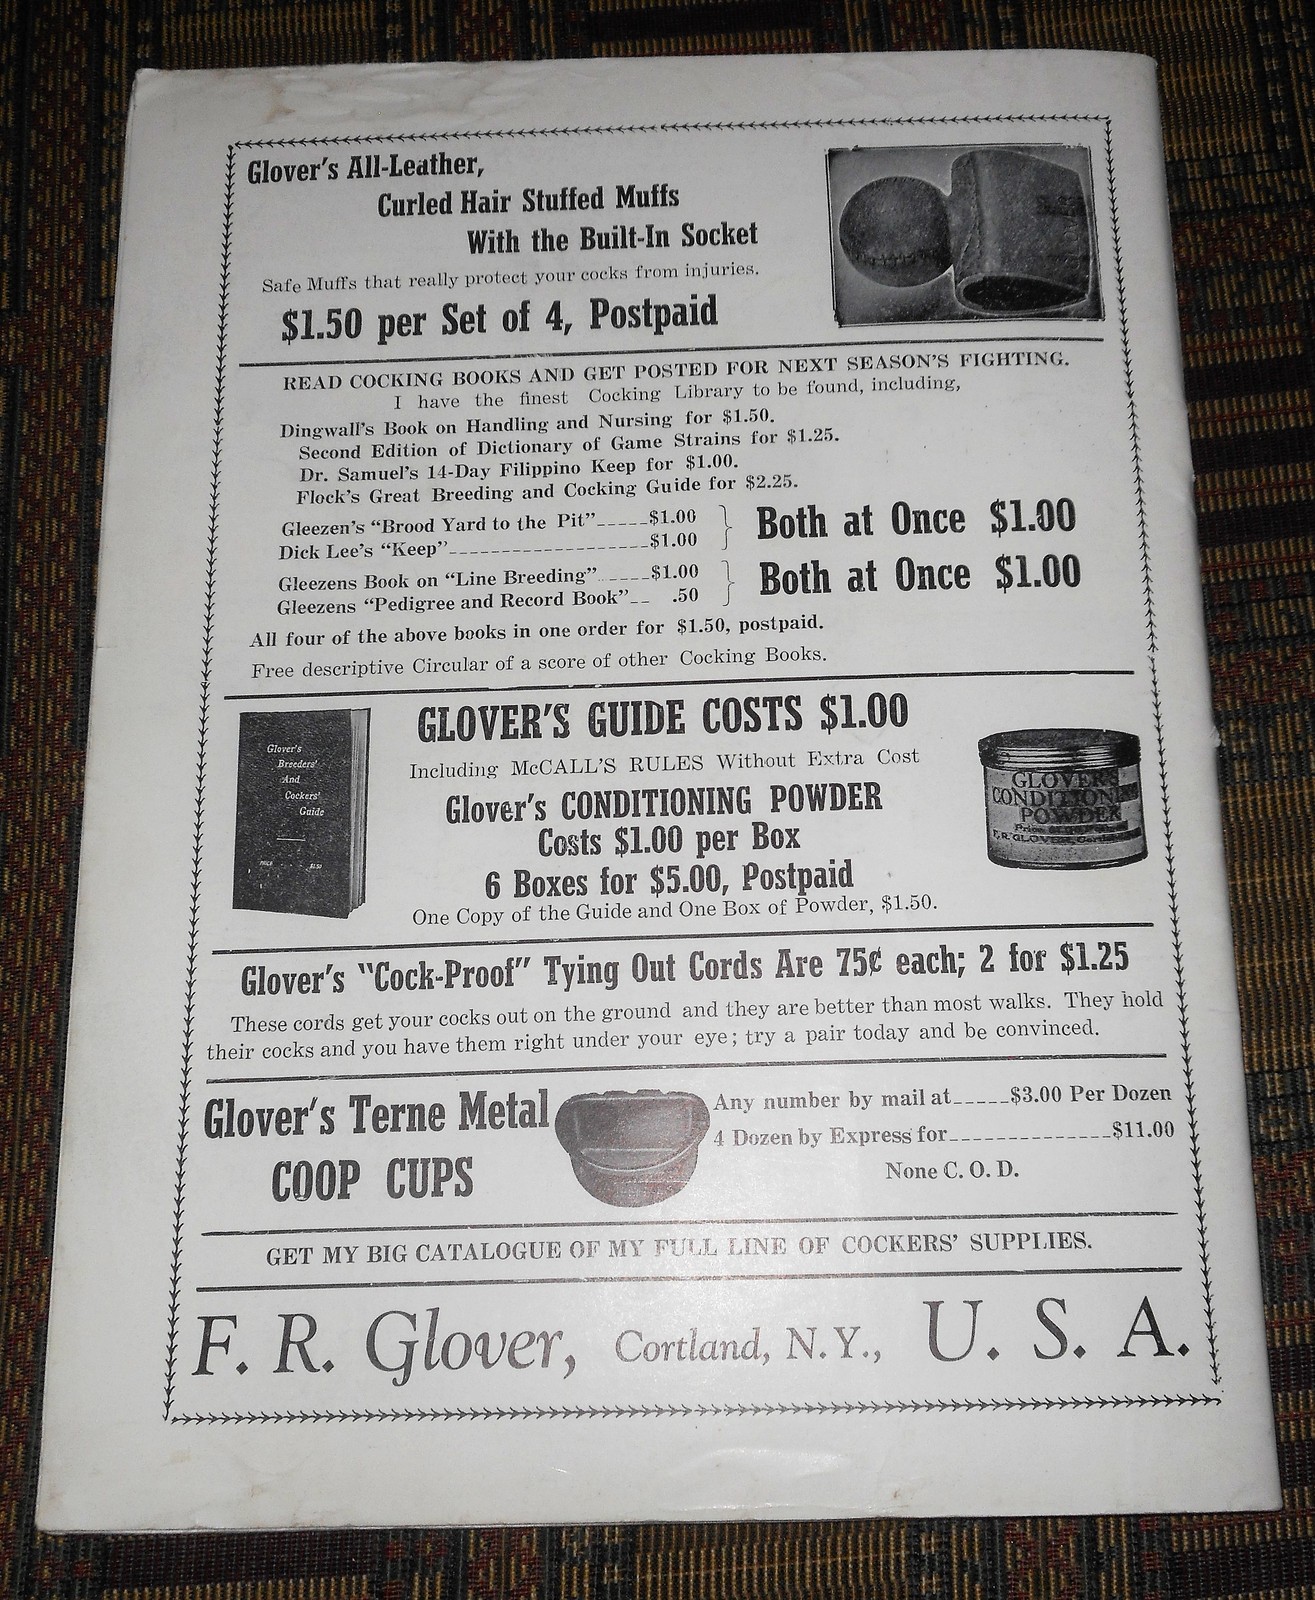 Glover's All-Leather,
Curled Hair Stuffed Muffs
With the Built-In Socket
Safe Muffs that really protect your cocks from injuries.
$1.50 per Set of 4, Postpaid
READ COCKING BOOKS AND GET POSTED FOR NEXT SEASON'S FIGHTING.
I have the finest Cocking Library to be found, including,
Dingwall's Book on Handling and Nursing for $1.50.
Second Edition of Dictionary of Game Strains for $1.25.
Dr. Samuel's 14-Day Filippino Keep for $1.00.
Flock's Great Breeding and Cocking Guide for $2.25.
Gleezen's "Brood Yard to the Pit"-----$1.00
Dick Lee's "Keep"-------------------$1.00
Both at Once $1.00
Gleezens Book on "Line Breeding"------$1.00
Gleezens "Pedigree and Record Book"-- .50
Both at Once $1.00
All four of the above books in one order for $1.50, postpaid.
Free descriptive Circular of a score of other Cocking Books.
Glover's
Breeders'
And
Cockers'
Guide
PRICE $1.50
GLOVER'S GUIDE COSTS $1.00
Including McCALL'S RULES Without Extra Cost
Glover's CONDITIONING POWDER
Costs $1.00 per Box
6 Boxes for $5.00, Postpaid
One Copy of the Guide and One Box of Powder, $1.50.
GLOVER'S
CONDITION
POWDER
Price
F. R. GLOVER,
Glover's "Cock-Proof" Tying Out Cords Are 75¢ each; 2 for $1.25
These cords get your cocks out on the ground and they are better than most walks. They hold
their cocks and you have them right under your eye; try a pair today and be convinced.
Glover's Terne Metal
COOP CUPS
Any number by mail at-----$3.00 Per Dozen
4 Dozen by Express for--------------$11.00
None C. O. D.
GET MY BIG CATALOGUE OF MY FULL LINE OF COCKERS' SUPPLIES.
F. R. Glover, Cortland, N. Y., U. S. A.